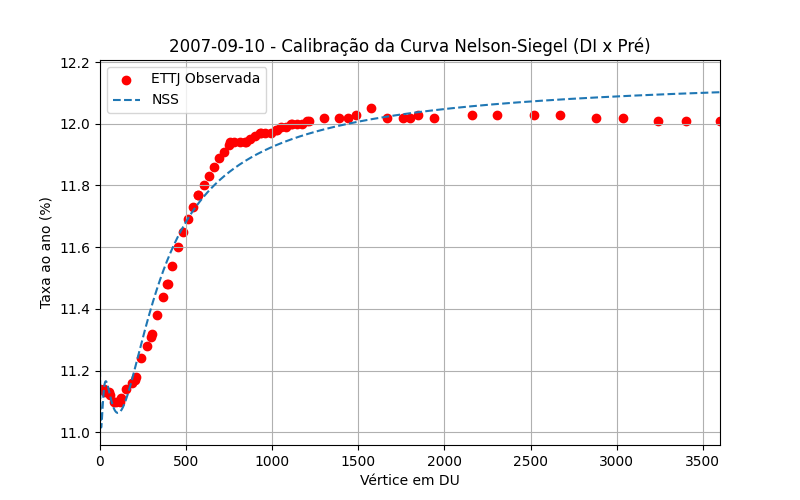 2007-09-10 - Calibração da Curva Nelson-Siegel (DI x Pré)
ETTJ Observada
NSS
Taxa ao ano (%)
12.2
12.0
11.8
11.6
11.4
11.2
11.0
0 500 1000 1500 2000 2500 3000 3500
Vértice em DU